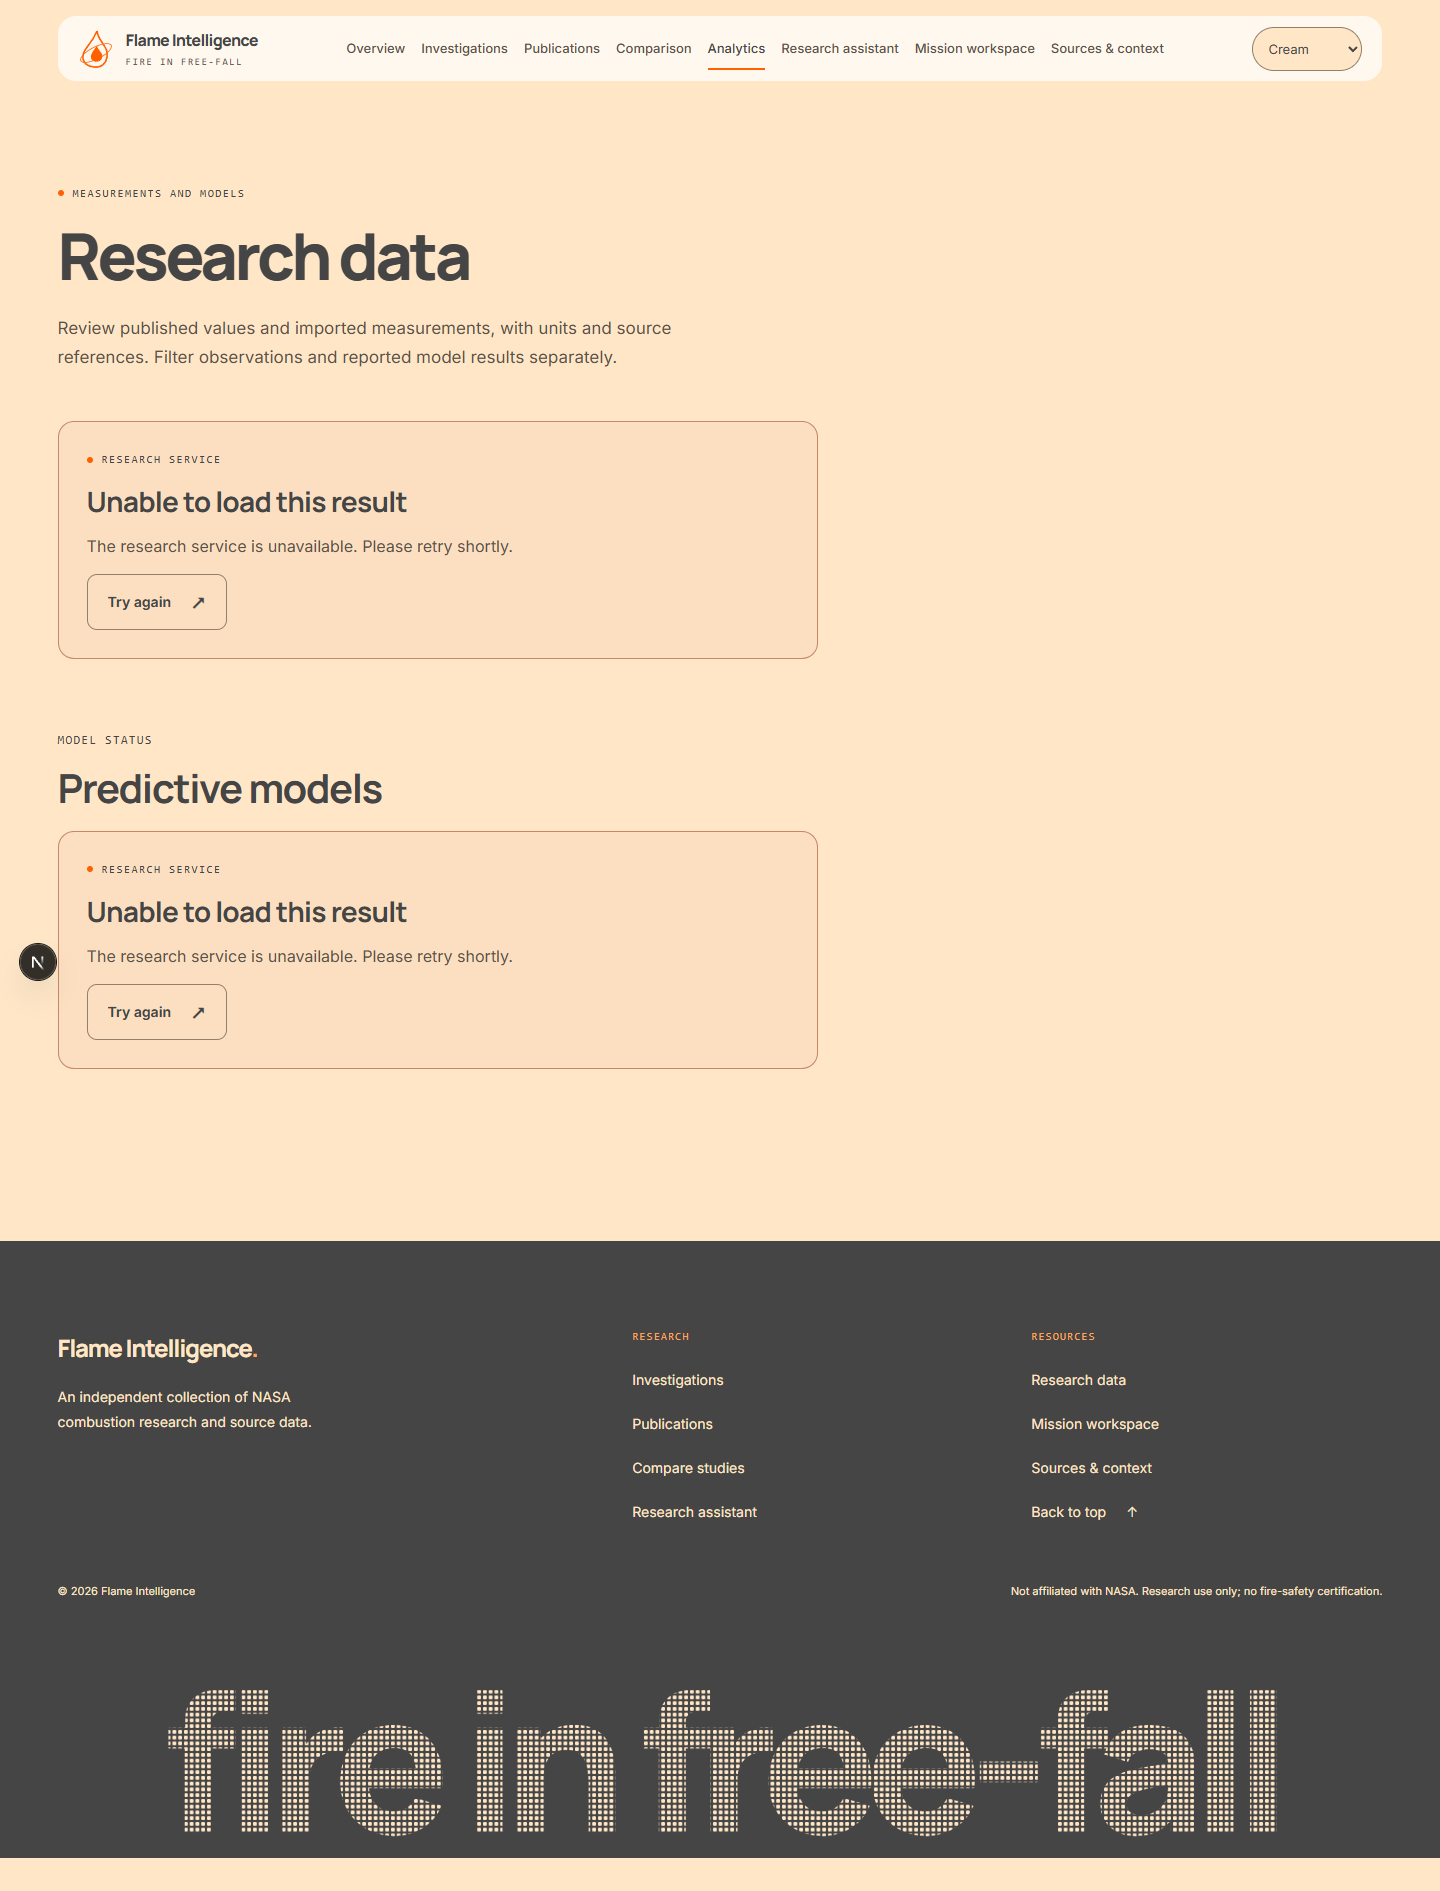 Flame Intelligence
FIRE IN FREE-FALL
Overview Investigations Publications Comparison Analytics Research assistant Mission workspace Sources & context
Cream
MEASUREMENTS AND MODELS
Research data
Review published values and imported measurements, with units and source
references. Filter observations and reported model results separately.
RESEARCH SERVICE
Unable to load this result
The research service is unavailable. Please retry shortly.
Try again ↗
MODEL STATUS
Predictive models
RESEARCH SERVICE
Unable to load this result
The research service is unavailable. Please retry shortly.
Try again ↗
N
Flame Intelligence.
An independent collection of NASA
combustion research and source data.
RESEARCH
Investigations
Publications
Compare studies
Research assistant
RESOURCES
Research data
Mission workspace
Sources & context
Back to top ↑
© 2026 Flame Intelligence
Not affiliated with NASA. Research use only; no fire-safety certification.
fire in free-fall